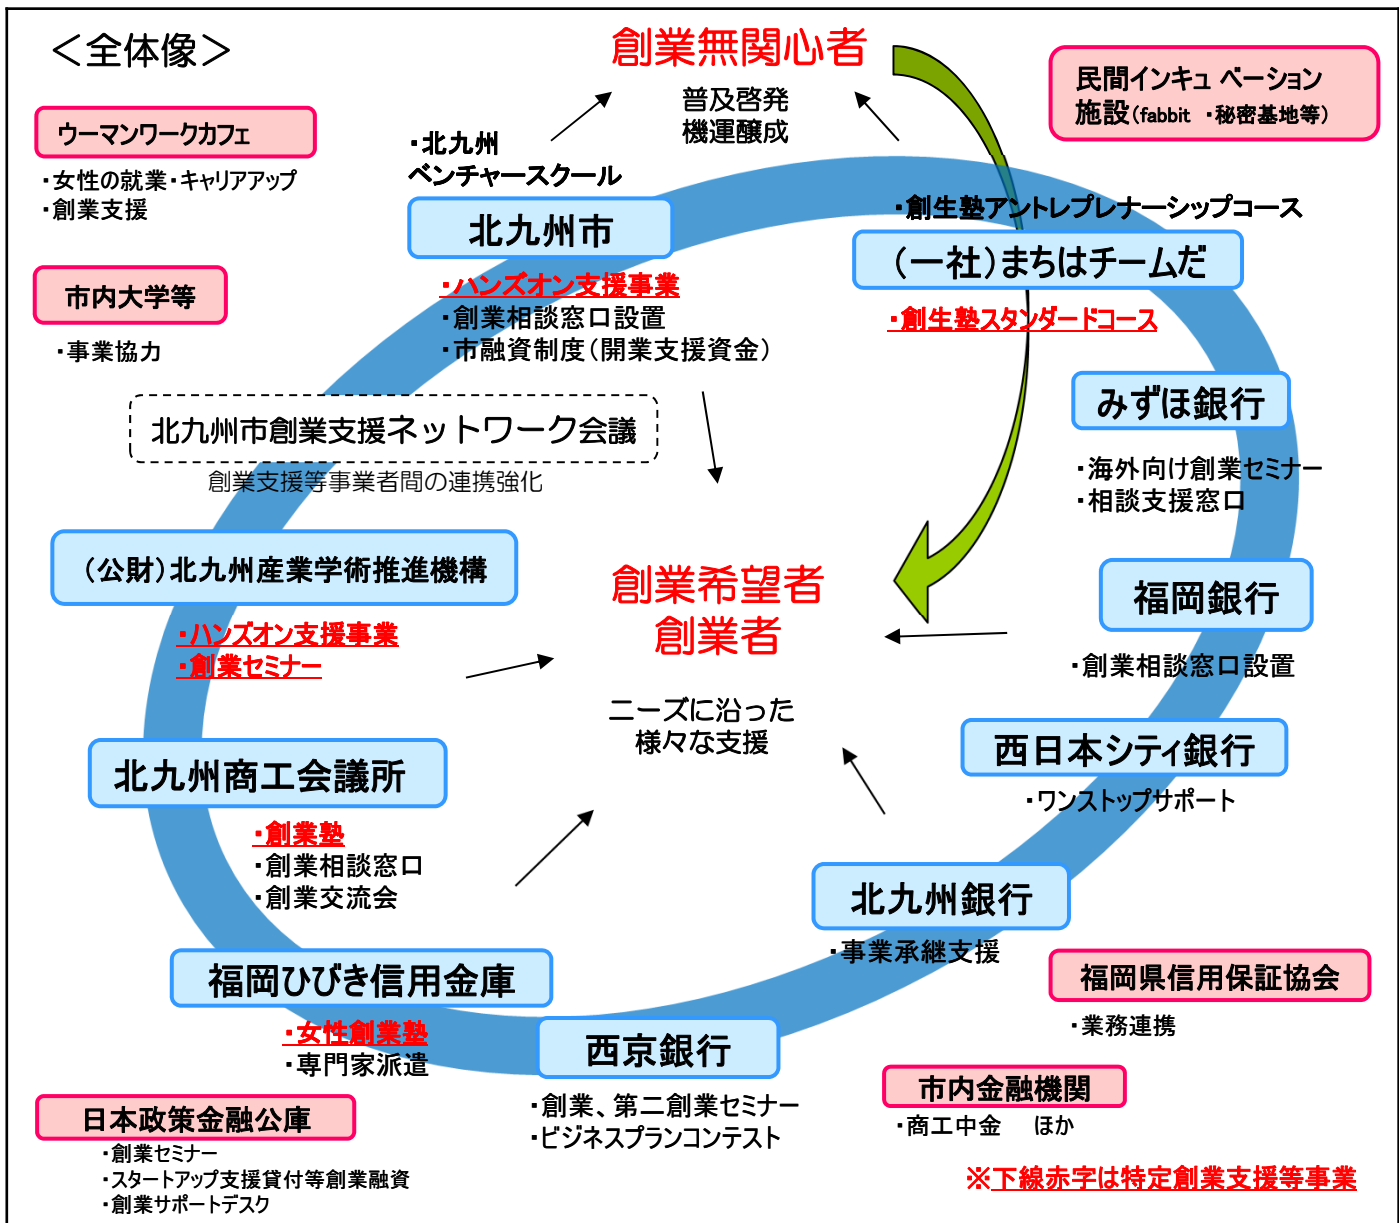 ＜全体像＞
創業無関心者
普及啓発
機運醸成
民間インキュ ベーション
施設(fabbit ・秘密基地等)
ウーマンワークカフェ
・女性の就業・キャリアアップ
・創業支援
・北九州
ベンチャースクール
北九州市
・ハンズオン支援事業
・創業相談窓口設置
・市融資制度（開業支援資金）
・創生塾アントレプレナーシップコース
（一社）まちはチームだ
・創生塾スタンダードコース
市内大学等
・事業協力
北九州市創業支援ネットワーク会議
創業支援等事業者間の連携強化
みずほ銀行
・海外向け創業セミナー
・相談支援窓口
（公財）北九州産業学術推進機構
・ハンズオン支援事業
・創業セミナー
創業希望者
創業者
ニーズに沿った
様々な支援
福岡銀行
・創業相談窓口設置
北九州商工会議所
・創業塾
・創業相談窓口
・創業交流会
西日本シティ銀行
・ワンストップサポート
北九州銀行
・事業承継支援
福岡ひびき信用金庫
・女性創業塾
・専門家派遣
西京銀行
・創業、第二創業セミナー
・ビジネスプランコンテスト
福岡県信用保証協会
・業務連携
市内金融機関
・商工中金　ほか
日本政策金融公庫
・創業セミナー
・スタートアップ支援貸付等創業融資
・創業サポートデスク
※下線赤字は特定創業支援等事業